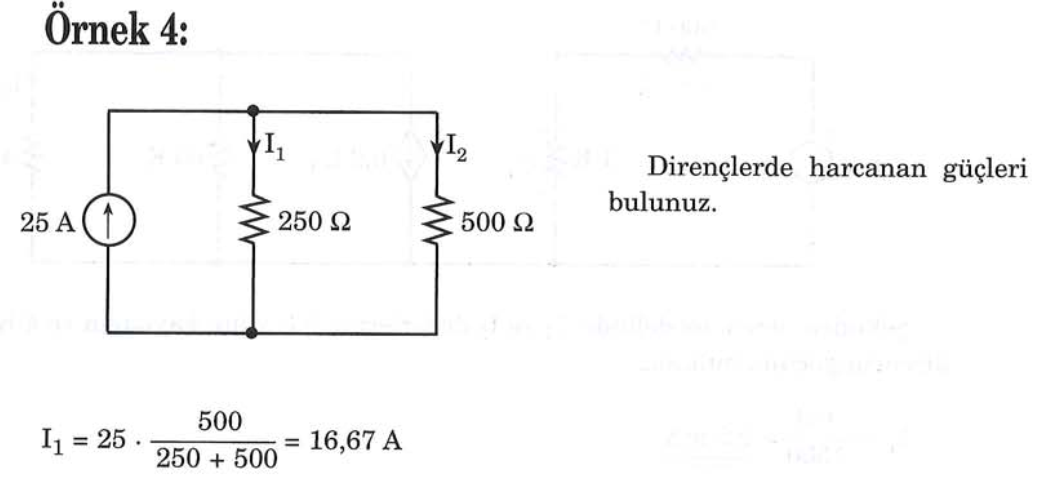 Örnek 4:
I₁
I₂
25 A
250 Ω
500 Ω
Dirençlerde harcanan güçleri
bulunuz.
I₁ = 25 · 500 / (250 + 500) = 16,67 A